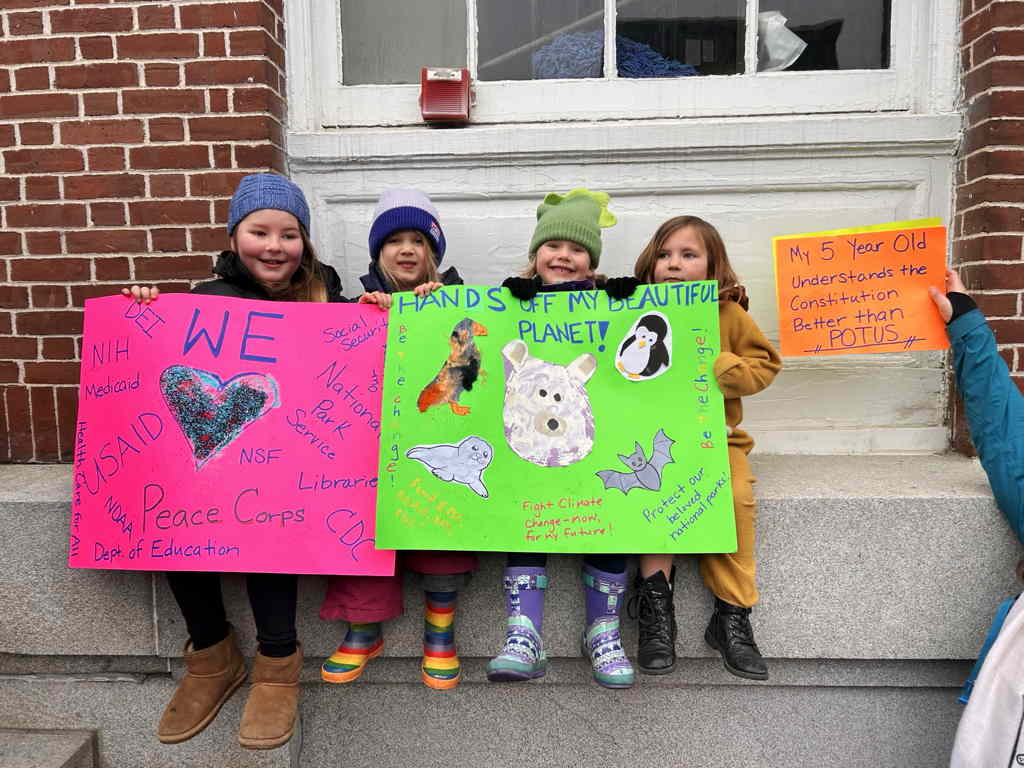 WE
DEI
NIH
Medicaid
USAID
NOAA
Health Care for All
Social
Security
National
Park
Service
NSF
Librarie
Peace Corps
CDC
Dept. of Education
HANDS OFF MY BEAUTIFUL
PLANET!
Be the change!
Be the change!
Fight Climate
Change-now,
for my future!
Protect our
beloved
national parks!
My 5 Year Old
Understands the
Constitution
Better than
POTUS